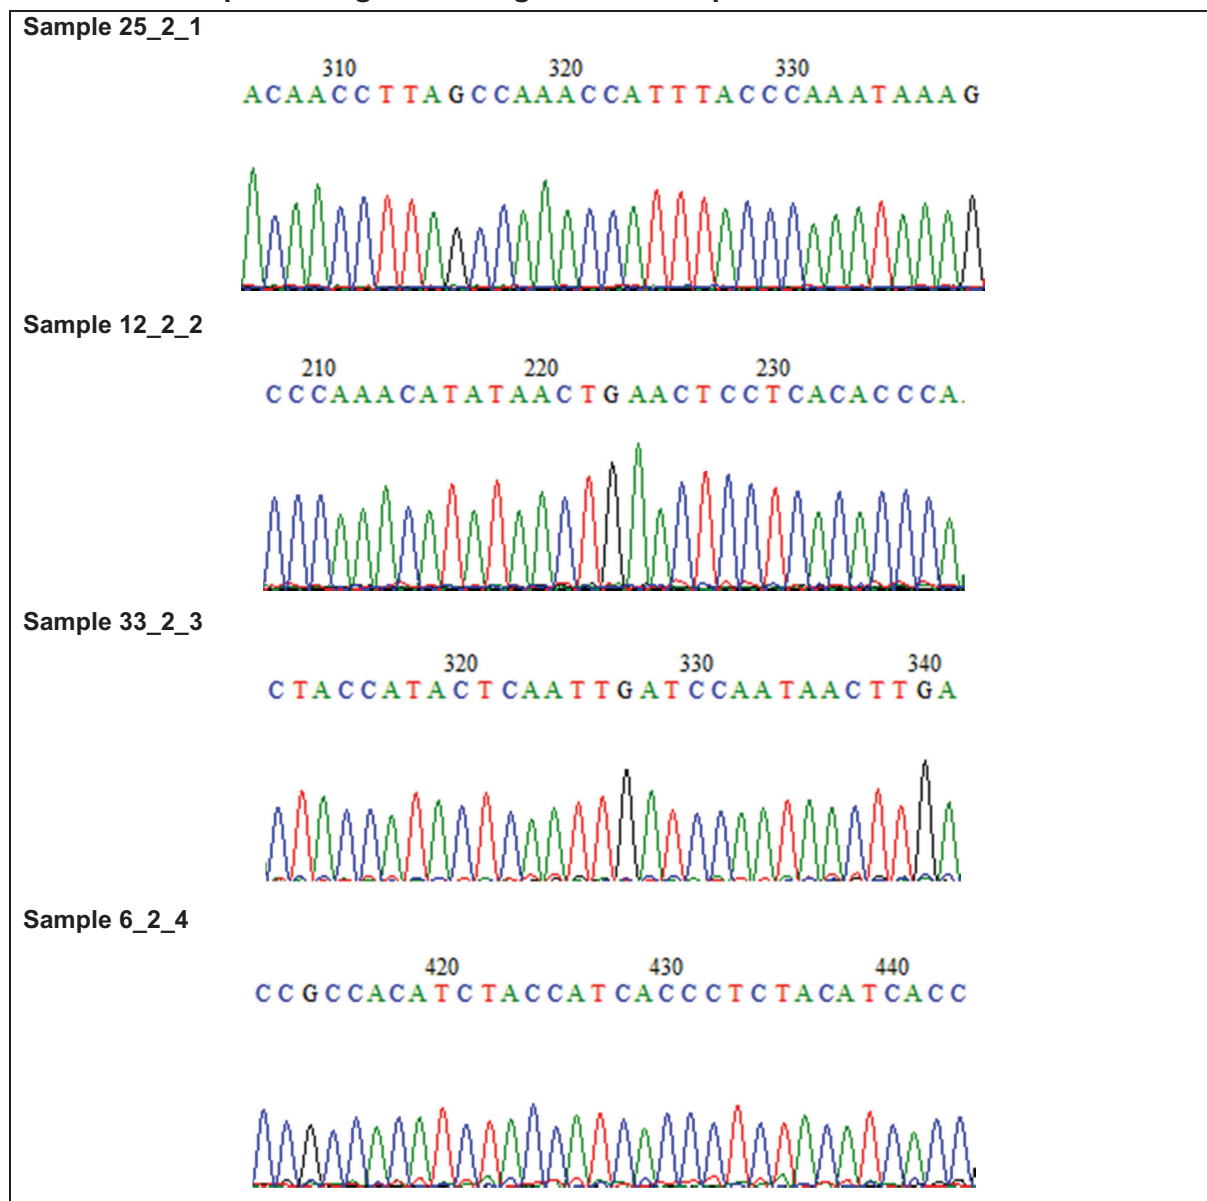 Sample 25_2_1
310 320 330
ACAACCTTAGCCAAACCATTTACCCAAATAAAG
Sample 12_2_2
210 220 230
CCCAAACATATAACTGAACTCCTCACACCCA
Sample 33_2_3
320 330 340
CTACCATACTCAATTGATCCAATAACTTGA
Sample 6_2_4
420 430 440
CCGCCACATCTACCATCACCCTCTACATCACC